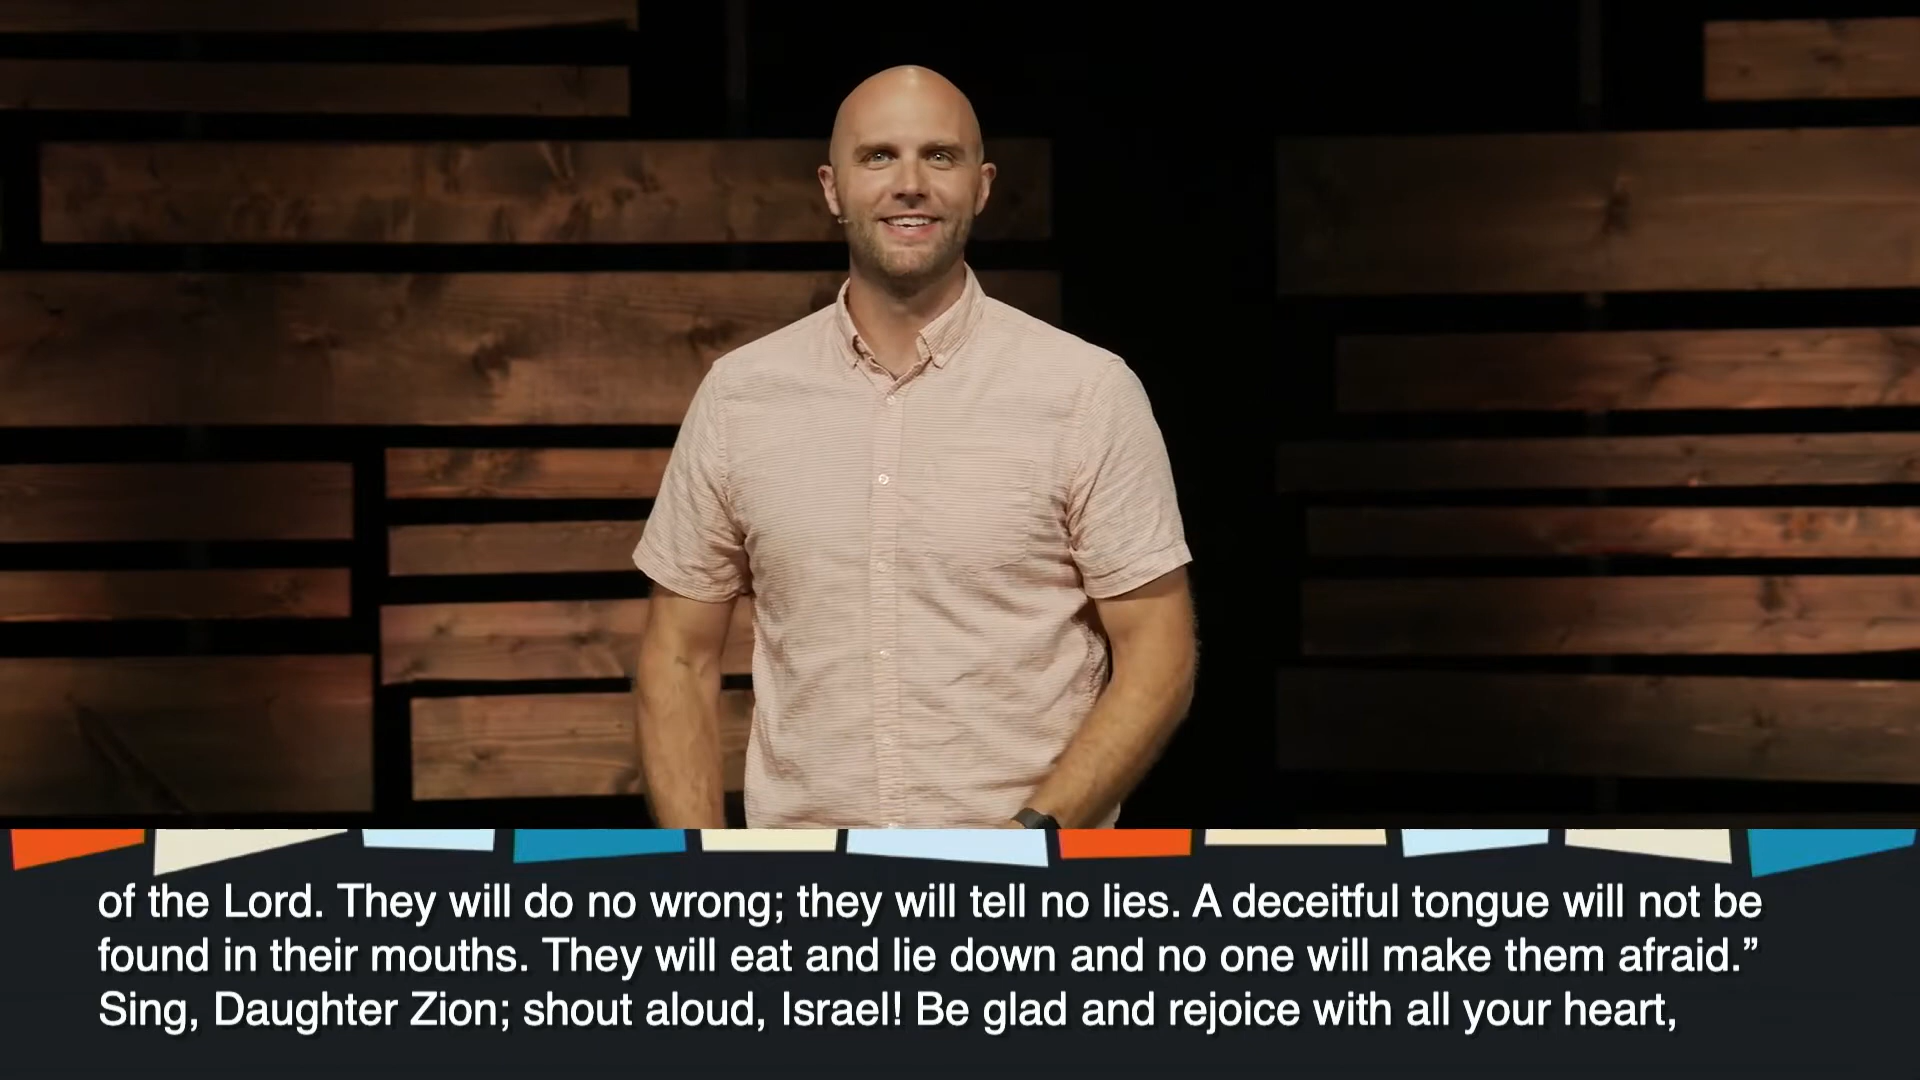 of the Lord. They will do no wrong; they will tell no lies. A deceitful tongue will not be
found in their mouths. They will eat and lie down and no one will make them afraid.”
Sing, Daughter Zion; shout aloud, Israel! Be glad and rejoice with all your heart,